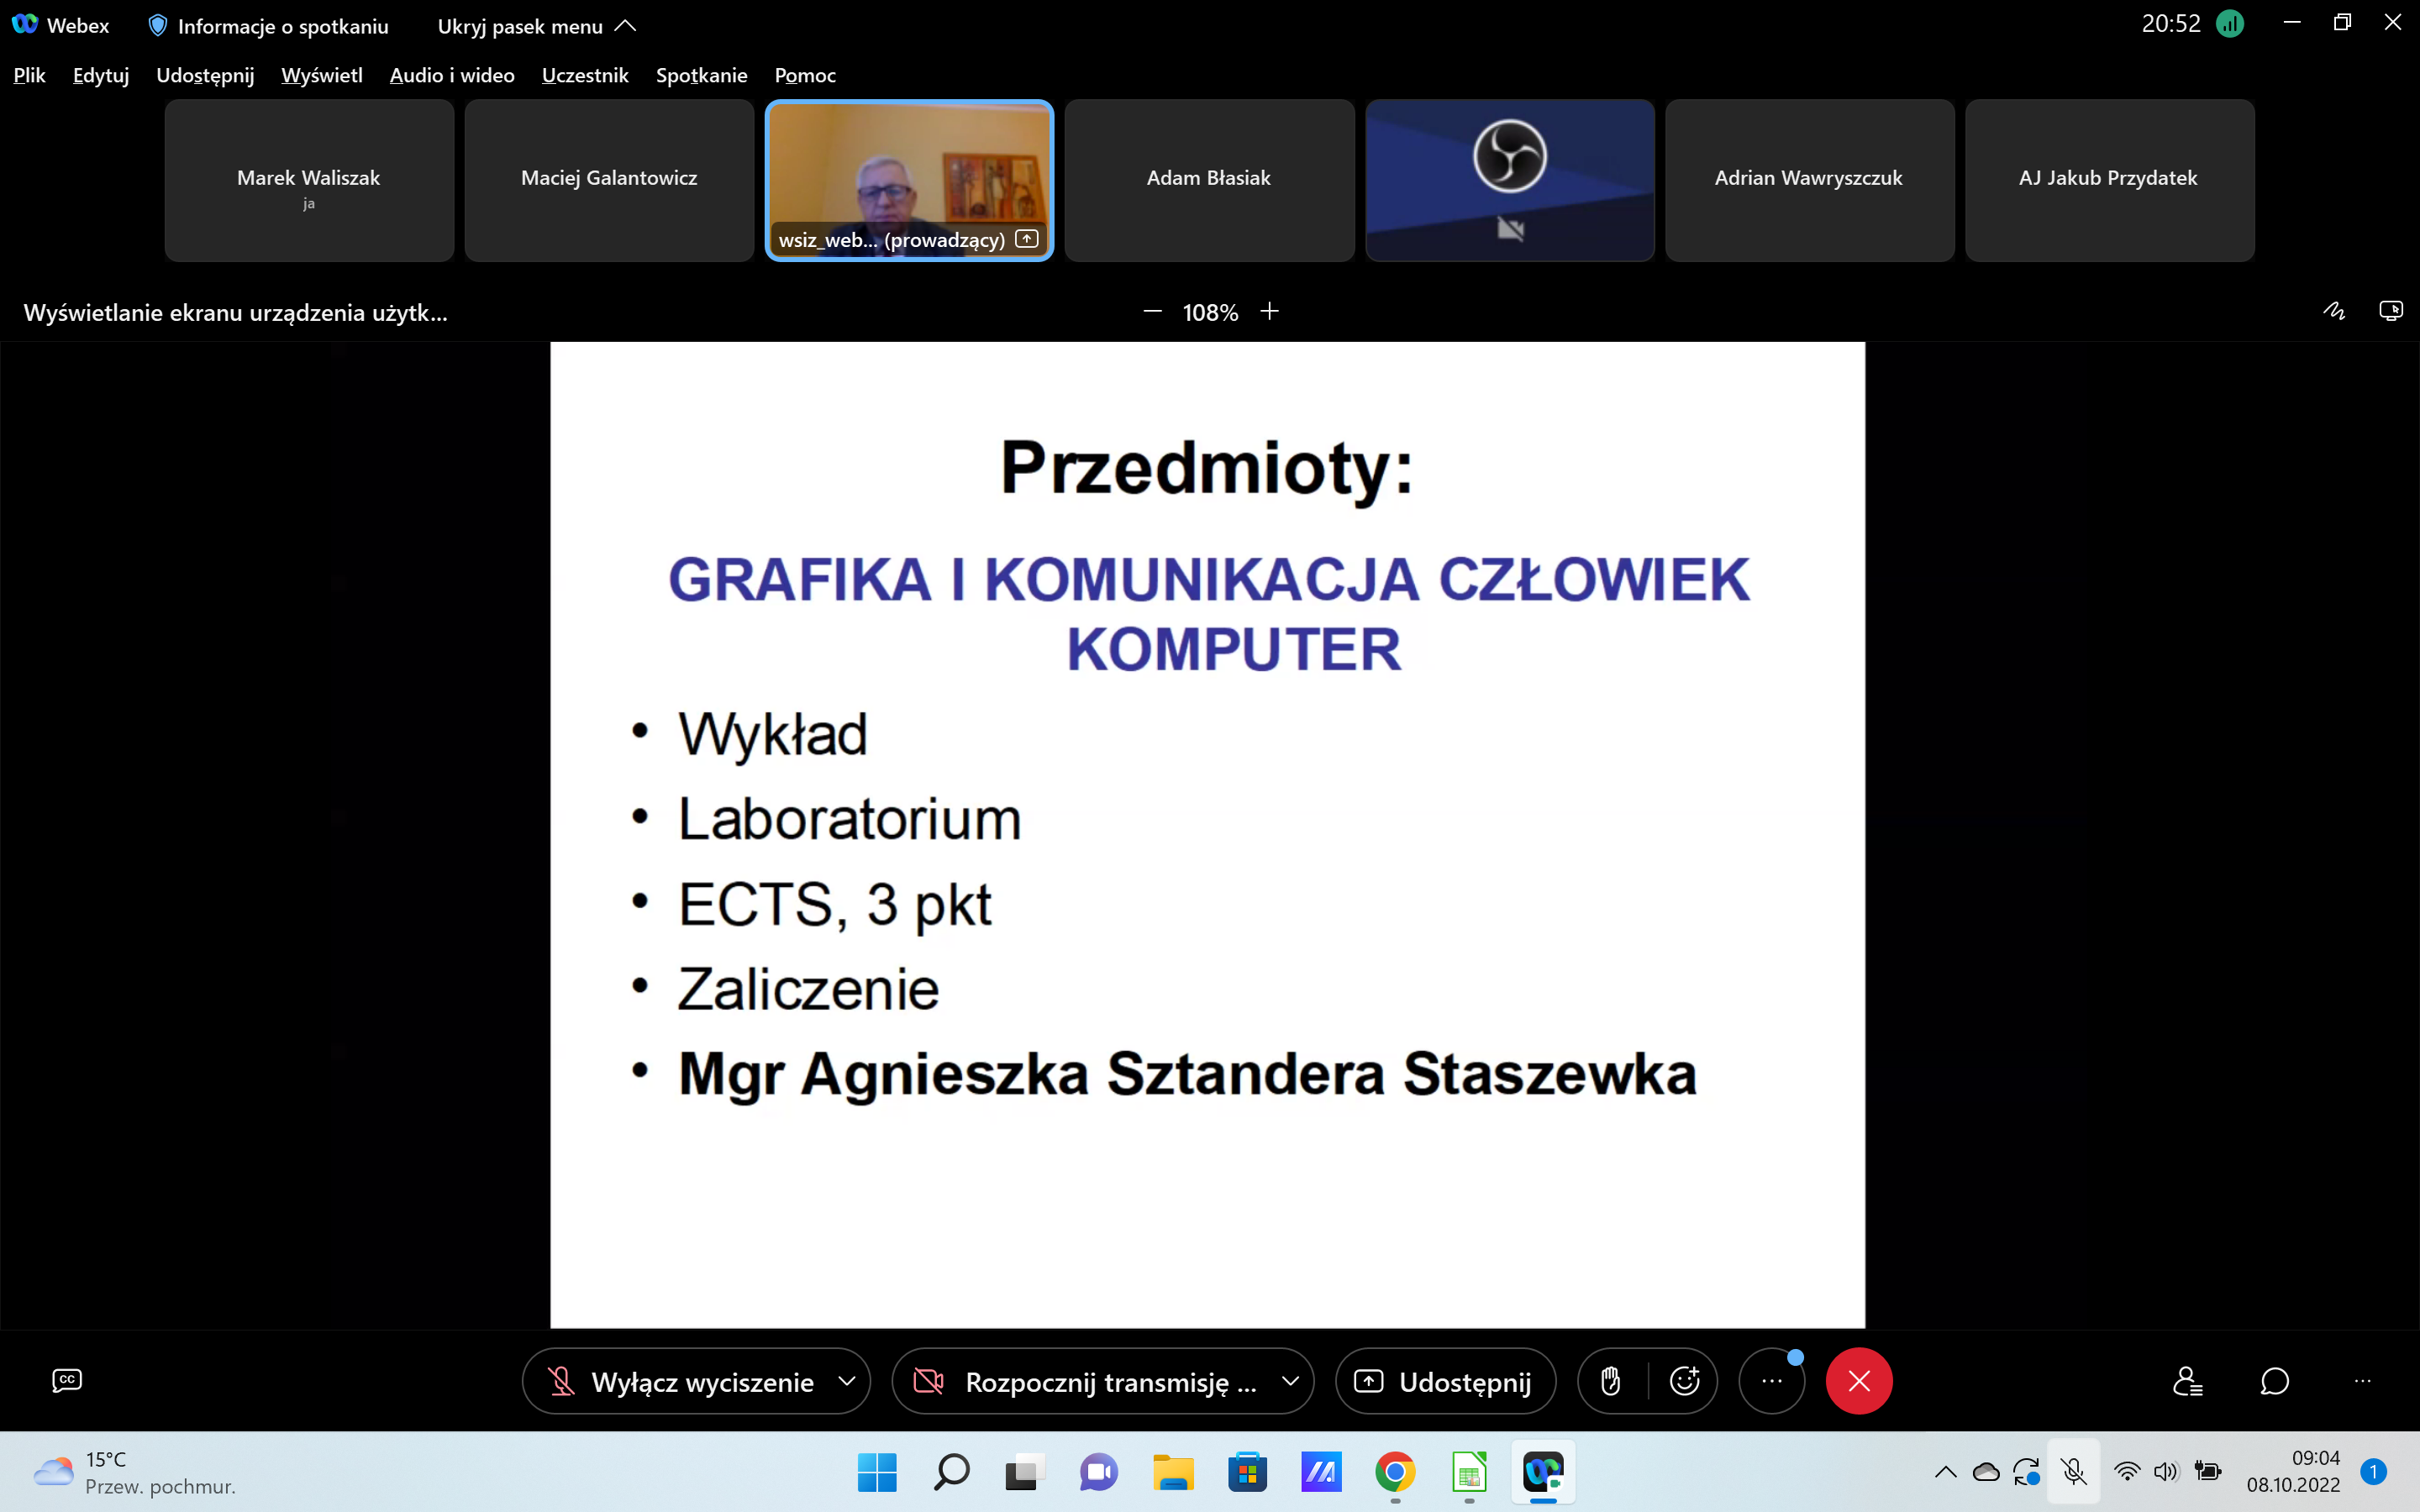 Webex Informacje o spotkaniu Ukryj pasek menu 20:52
Plik Edytuj Udostępnij Wyświetl Audio i wideo Uczestnik Spotkanie Pomoc
Marek Waliszak
ja
Maciej Galantowicz
wsiz_web... (prowadzący)
Adam Błasiak
Adrian Wawryszczuk
AJ Jakub Przydatek
Wyświetlanie ekranu urządzenia użytk...
108%
Przedmioty:
GRAFIKA I KOMUNIKACJA CZŁOWIEK
KOMPUTER
• Wykład
• Laboratorium
• ECTS, 3 pkt
• Zaliczenie
• Mgr Agnieszka Sztandera Staszewka
CC
Wyłącz wyciszenie
Rozpocznij transmisję ...
Udostępnij
15°C
Przew. pochmur.
09:04
08.10.2022
1